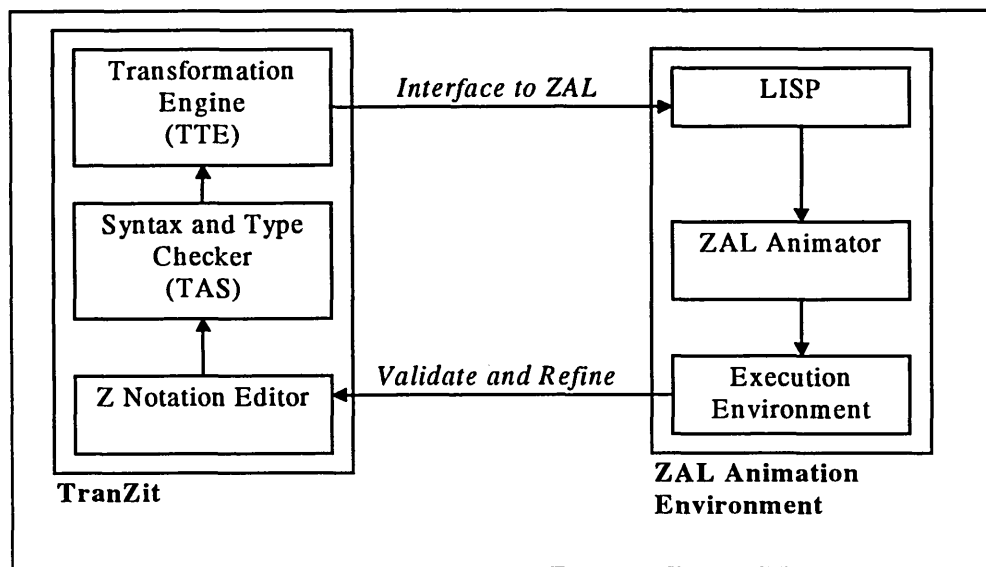 Transformation
Engine
(TTE)
Interface to ZAL
LISP
Syntax and Type
Checker
(TAS)
ZAL Animator
Z Notation Editor
Validate and Refine
Execution
Environment
TranZit
ZAL Animation
Environment